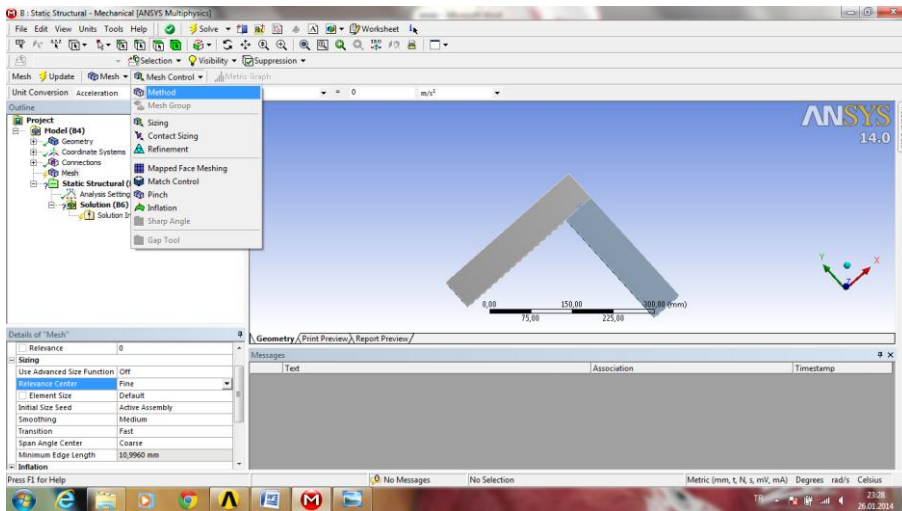 B : Static Structural - Mechanical [ANSYS Multiphysics]
File Edit View Units Tools Help Solve Worksheet
Selection Visibility Suppression
Mesh Update Mesh Mesh Control Metric Graph
Unit Conversion Acceleration = 0 m/s²
Outline
Project
Model (B4)
Geometry
Coordinate Systems
Connections
Mesh
Static Structural (
Analysis Setting
Solution (B6)
Solution In
Method
Mesh Group
Sizing
Contact Sizing
Refinement
Mapped Face Meshing
Match Control
Pinch
Inflation
Sharp Angle
Gap Tool
ANSYS
14.0
Y
X
Z
0,00 150,00 300,00 (mm)
75,00 225,00
Geometry Print Preview Report Preview
Details of "Mesh"
Relevance 0
Sizing
Use Advanced Size Function Off
Relevance Center Fine
Element Size Default
Initial Size Seed Active Assembly
Smoothing Medium
Transition Fast
Span Angle Center Coarse
Minimum Edge Length 10,9960 mm
Inflation
Messages
Text Association Timestamp
Press F1 for Help No Messages No Selection Metric (mm, t, N, s, mV, mA) Degrees rad/s Celsius
TR 23:28
26.01.2014